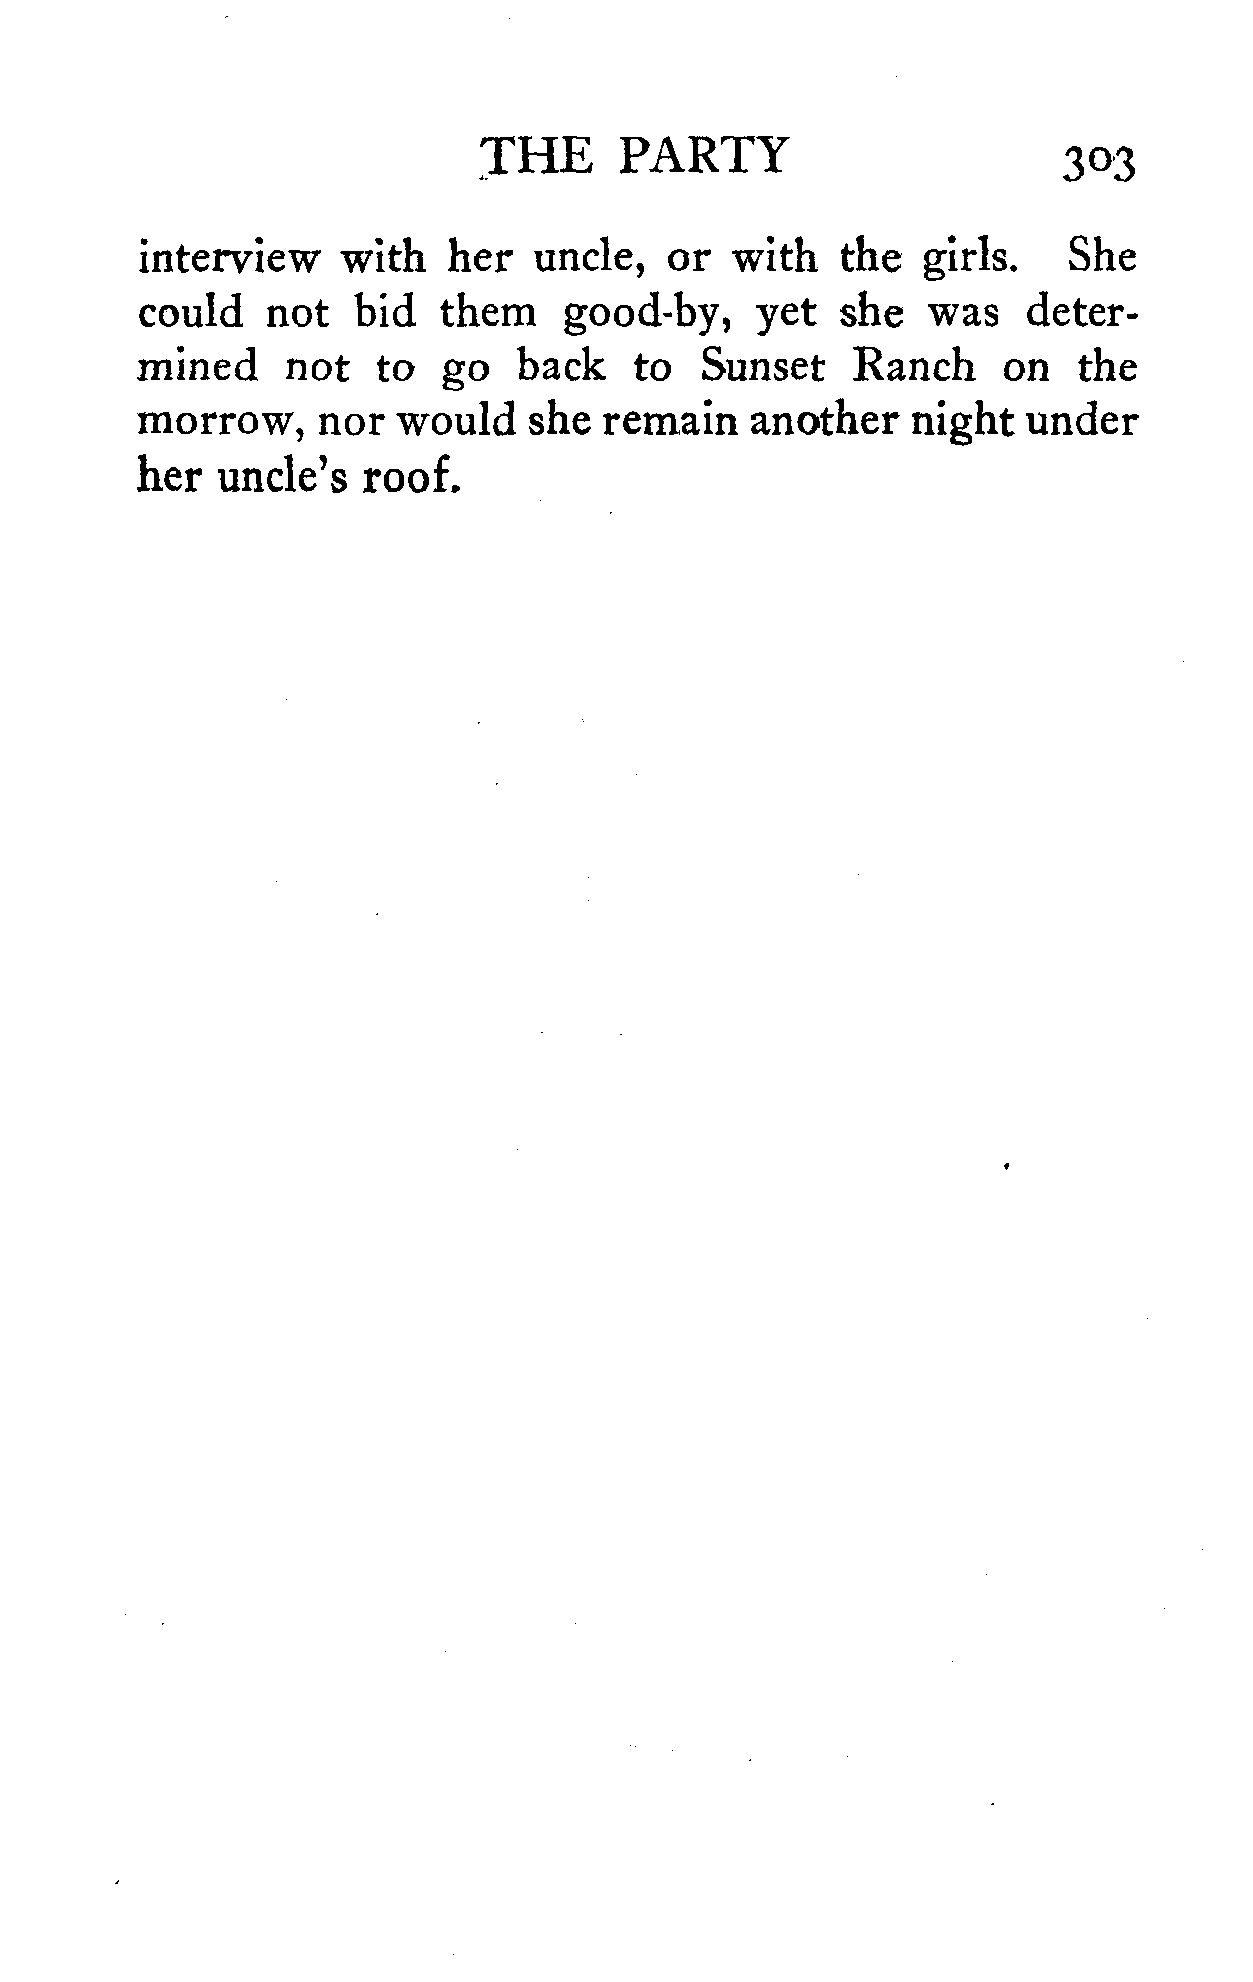 THE PARTY 303
interview with her uncle, or with the girls. She
could not bid them good-by, yet she was deter-
mined not to go back to Sunset Ranch on the
morrow, nor would she remain another night under
her uncle's roof.